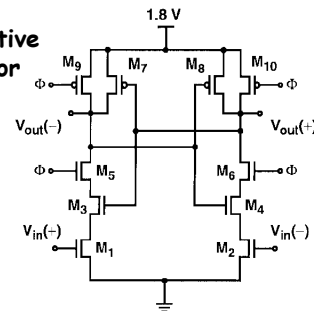 1.8 V
tive
or
M9
M7
M8
M10
Φ
Φ
Vout(-)
Vout(+)
Φ
M5
M6
Φ
M3
M4
Vin(+)
M1
M2
Vin(-)